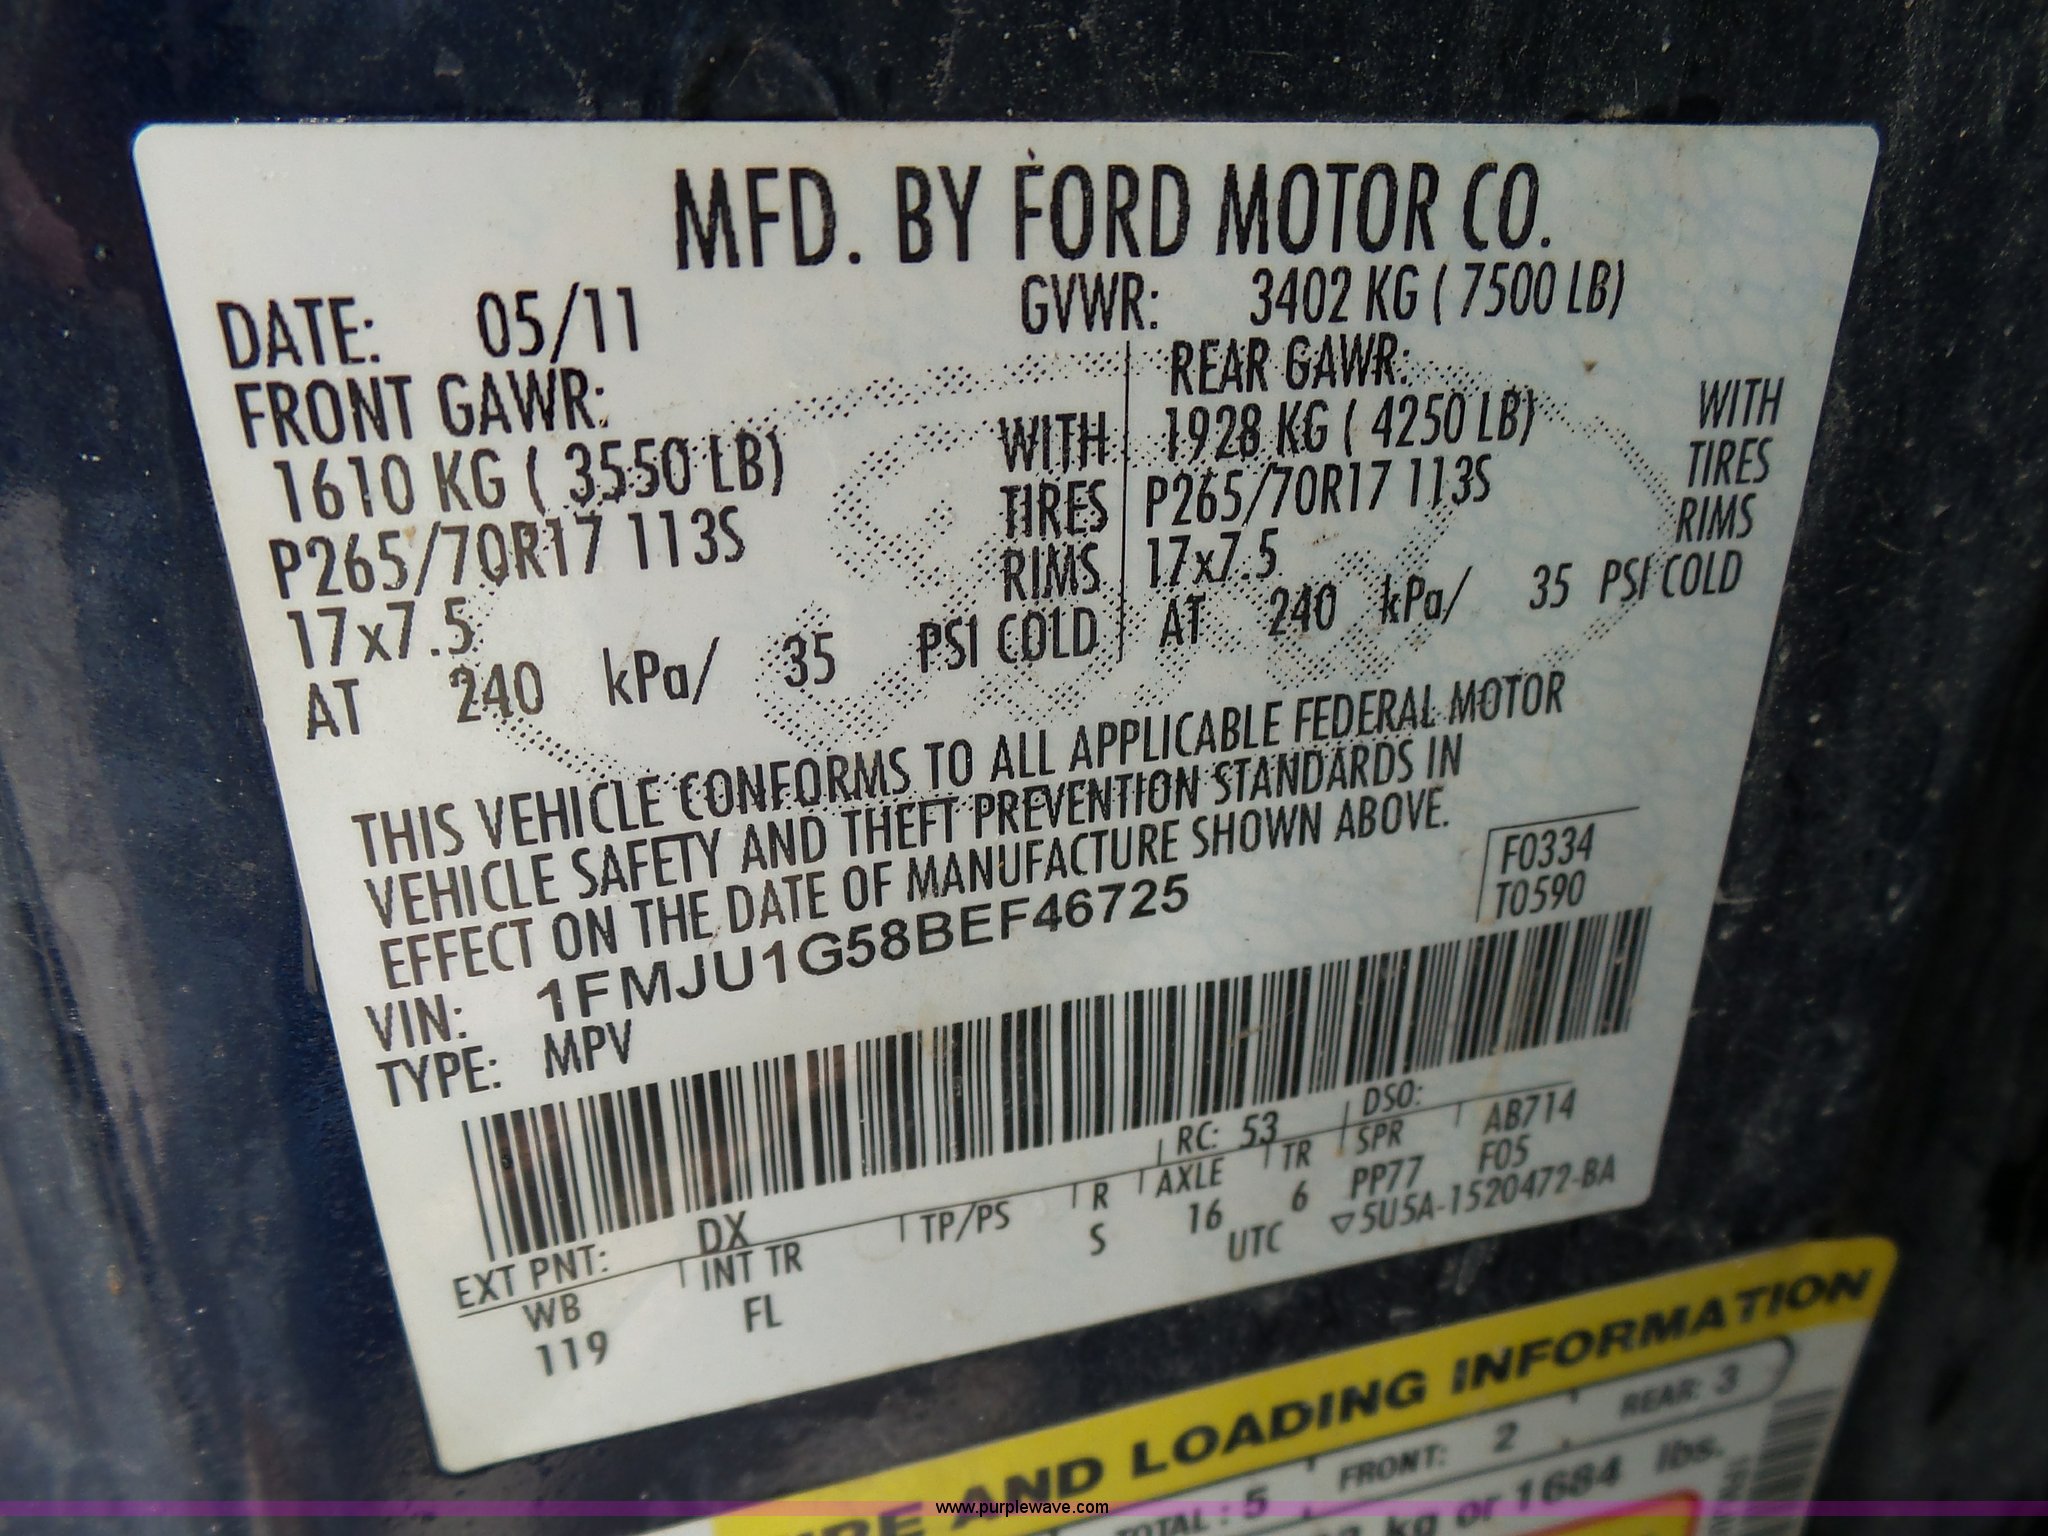 MFD. BY FORD MOTOR CO.
DATE: 05/11 GVWR: 3402 KG ( 7500 LB)
FRONT GAWR: REAR GAWR:
1610 KG ( 3550 LB) WITH 1928 KG ( 4250 LB) WITH
P265/70R17 113S TIRES P265/70R17 113S TIRES
17x7.5 RIMS 17x7.5 RIMS
AT 240 kPa/ 35 PSI COLD AT 240 kPa/ 35 PSI COLD
THIS VEHICLE CONFORMS TO ALL APPLICABLE FEDERAL MOTOR
VEHICLE SAFETY AND THEFT PREVENTION STANDARDS IN
EFFECT ON THE DATE OF MANUFACTURE SHOWN ABOVE.
VIN: 1FMJU1G58BEF46725 F0334
TYPE: MPV T0590
EXT PNT: DX RC: 53 DSO: AB714
WB INT TR TP/PS R AXLE TR SPR F05
119 FL S 16 6 PP77
UTC ▽5U5A-1520472-BA
AND LOADING INFORMATION
TOTAL : 5 FRONT: 2 REAR: 3
kg or 1684 lbs.
www.purplewave.com